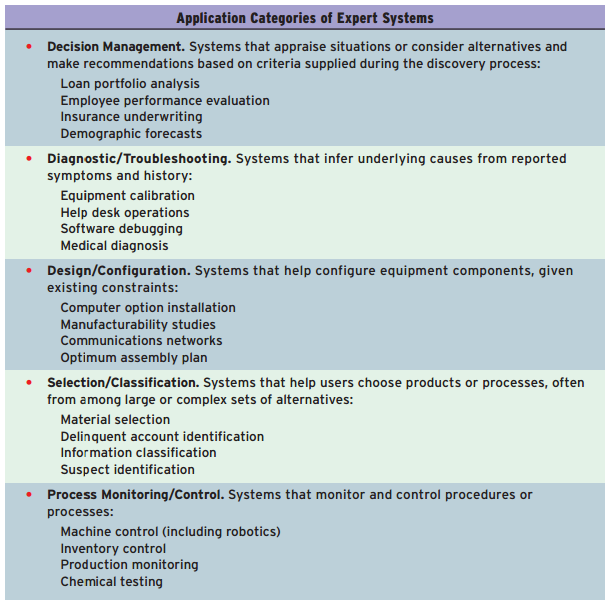 Application Categories of Expert Systems
• Decision Management. Systems that appraise situations or consider alternatives and
make recommendations based on criteria supplied during the discovery process:
Loan portfolio analysis
Employee performance evaluation
Insurance underwriting
Demographic forecasts
• Diagnostic/Troubleshooting. Systems that infer underlying causes from reported
symptoms and history:
Equipment calibration
Help desk operations
Software debugging
Medical diagnosis
• Design/Configuration. Systems that help configure equipment components, given
existing constraints:
Computer option installation
Manufacturability studies
Communications networks
Optimum assembly plan
• Selection/Classification. Systems that help users choose products or processes, often
from among large or complex sets of alternatives:
Material selection
Delinquent account identification
Information classification
Suspect identification
• Process Monitoring/Control. Systems that monitor and control procedures or
processes:
Machine control (including robotics)
Inventory control
Production monitoring
Chemical testing